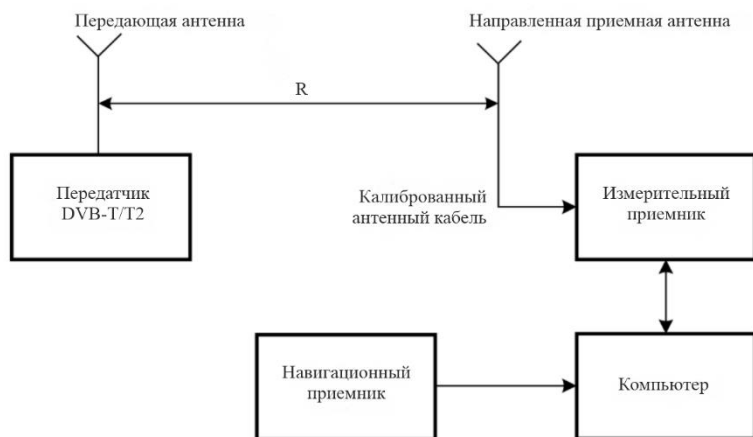 Передающая антенна
Направленная приемная антенна
R
Передатчик
DVB-T/T2
Калиброванный
антенный кабель
Измерительный
приемник
Навигационный
приемник
Компьютер